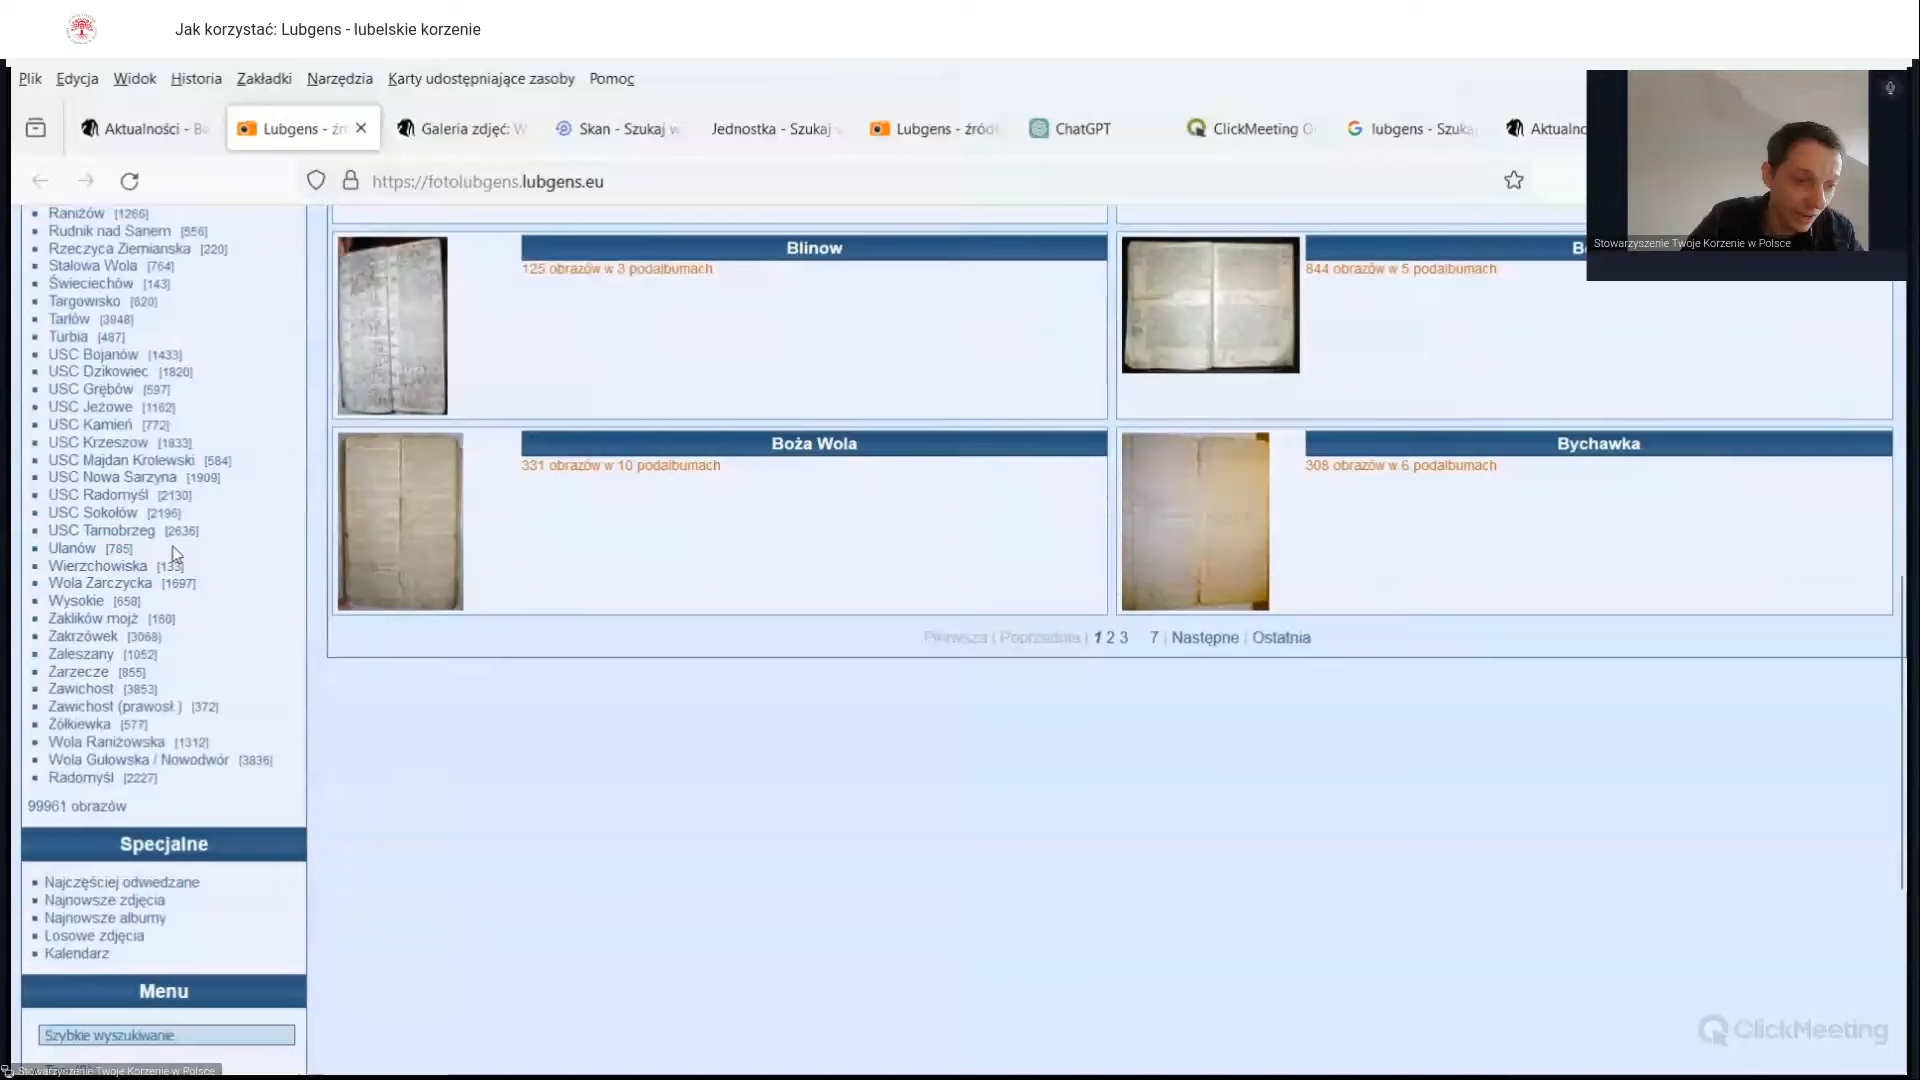 Jak korzystać: Lubgens - lubelskie korzenie
Plik Edycja Widok Historia Zakładki Narzędzia Karty udostępniające zasoby Pomoc
Aktualności - B Lubgens - źr Galeria zdjęć: W Skan - Szukaj w Jednostka - Szukaj Lubgens - źród ChatGPT ClickMeeting lubgens - Szuka Aktualno
https://fotolubgens.lubgens.eu
Stowarzyszenie Twoje Korzenie w Polsce
Raniżów [1266]
Rudnik nad Sanem [556]
Rzeczyca Ziemianska [220]
Stalowa Wola [764]
Świeciechów [143]
Targowisko [620]
Tarłów [3948]
Turbia [487]
USC Bojanów [1433]
USC Dzikowiec [1820]
USC Grębów [597]
USC Jeżowe [1162]
USC Kamień [772]
USC Krzeszow [1833]
USC Majdan Krolewski [584]
USC Nowa Sarzyna [1909]
USC Radomyśl [2130]
USC Sokołów [2196]
USC Tarnobrzeg [2636]
Ulanów [785]
Wierzchowiska [133]
Wola Zarczycka [1697]
Wysokie [658]
Zaklików mojż [160]
Zakrzówek [3068]
Zaleszany [1052]
Zarzecze [855]
Zawichost [3853]
Zawichost (prawosł.) [372]
Żółkiewka [577]
Wola Raniżowska [1312]
Wola Gułowska / Nowodwór [3836]
Radomyśl [2227]
99961 obrazów
Specjalne
Najczęściej odwiedzane
Najnowsze zdjęcia
Najnowsze albumy
Losowe zdjęcia
Kalendarz
Menu
Szybkie wyszukiwanie
Blinow
125 obrazów w 3 podalbumach
844 obrazów w 5 podalbumach
Boża Wola
331 obrazów w 10 podalbumach
Bychawka
308 obrazów w 6 podalbumach
Pierwsza | Poprzednia | 1 2 3 7 | Następne | Ostatnia
ClickMeeting
Stowarzyszenie Twoje Korzenie w Polsce